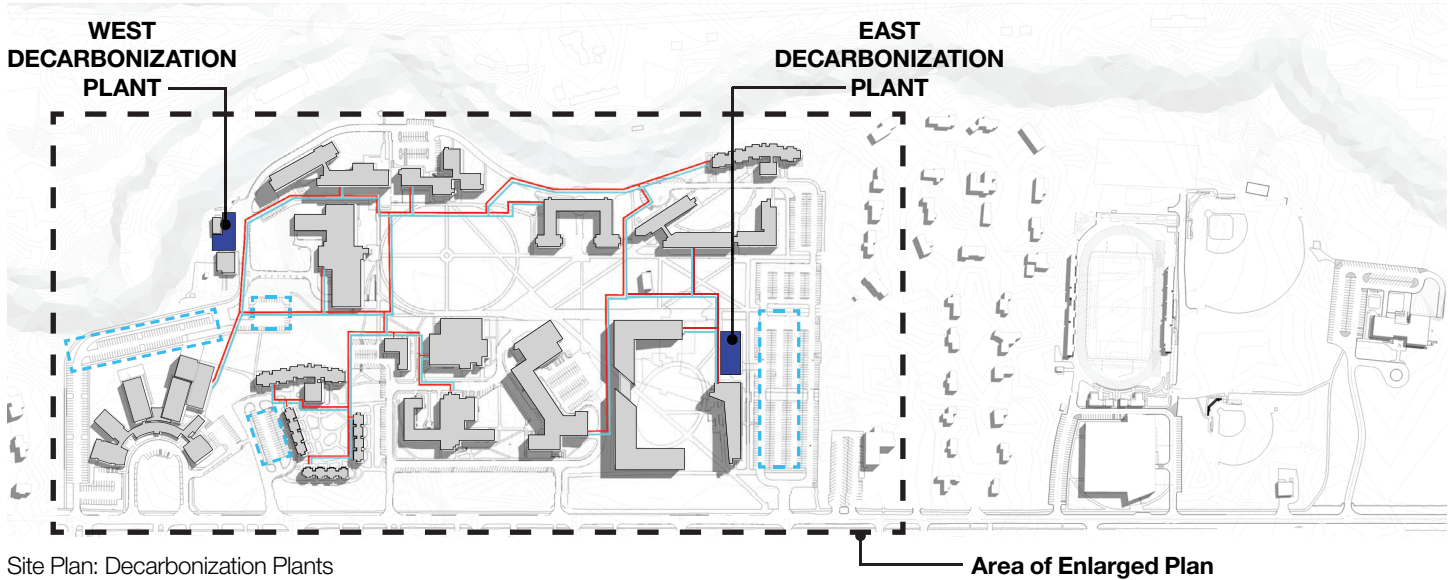 WEST
DECARBONIZATION
PLANT
EAST
DECARBONIZATION
PLANT
Site Plan: Decarbonization Plants
Area of Enlarged Plan